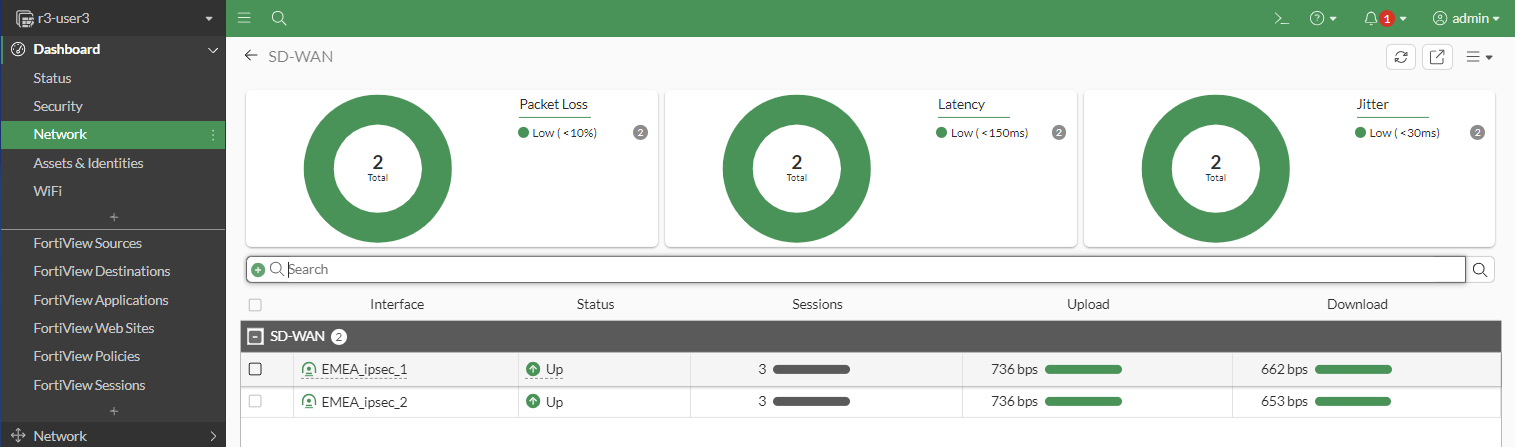 r3-user3
1
admin
Dashboard
Status
Security
Network
Assets & Identities
WiFi
+
FortiView Sources
FortiView Destinations
FortiView Applications
FortiView Web Sites
FortiView Policies
FortiView Sessions
+
Network
SD-WAN
2
Total
Packet Loss
Low ( <10%)
2
2
Total
Latency
Low ( <150ms)
2
2
Total
Jitter
Low ( <30ms)
2
Search
Interface Status Sessions Upload Download
SD-WAN 2
EMEA_ipsec_1 Up 3 736 bps 662 bps
EMEA_ipsec_2 Up 3 736 bps 653 bps